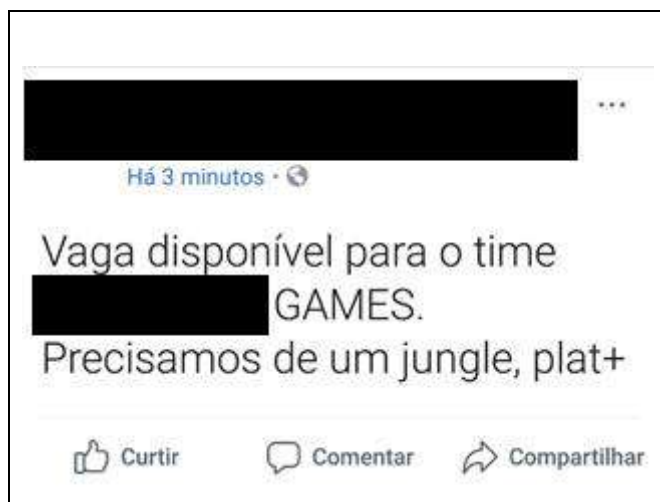 Há 3 minutos ·
Vaga disponível para o time
GAMES.
Precisamos de um jungle, plat+
Curtir Comentar Compartilhar